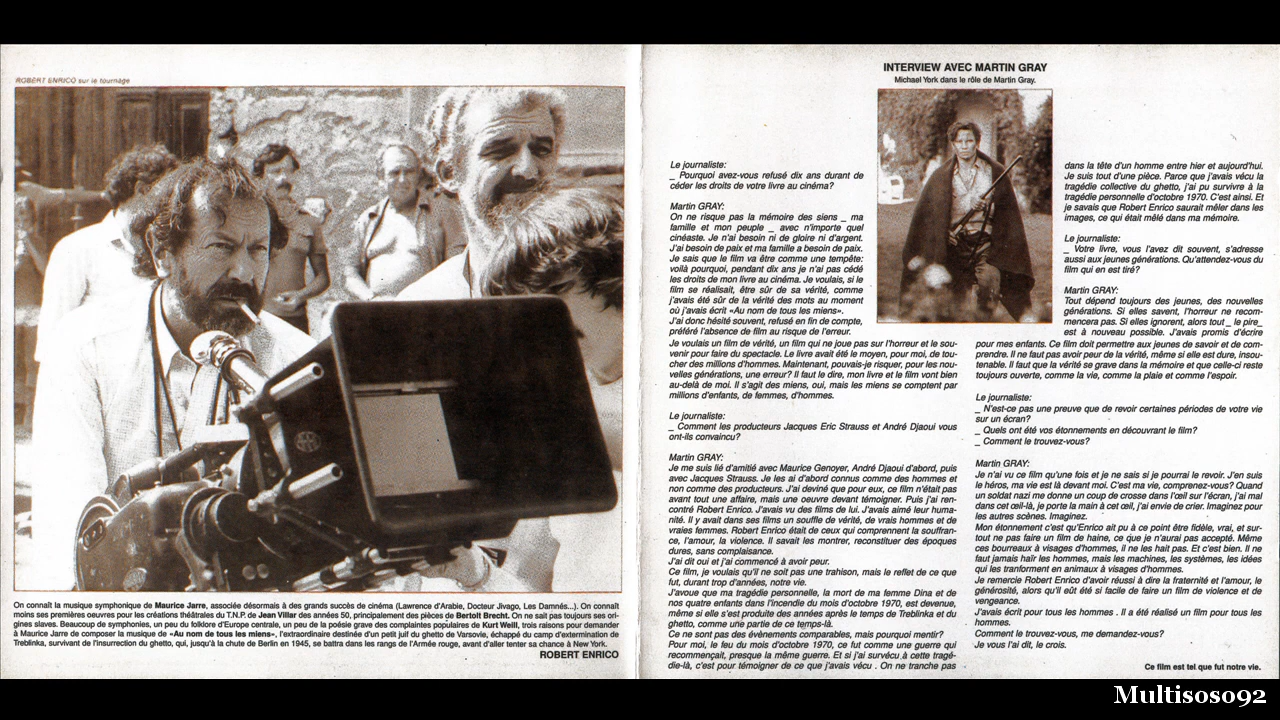 ROBERT ENRICO sur le tournage
On connaît la musique symphonique de Maurice Jarre, associée désormais à des grands succès de cinéma (Lawrence d'Arabie, Docteur Jivago, Les Damnés...). On connaît
moins ses premières oeuvres pour les créations théâtrales du T.N.P. de Jean Villar des années 50, principalement des pièces de Bertolt Brecht. On ne sait pas toujours ses ori-
gines slaves. Beaucoup de symphonies, un peu du folklore d'Europe centrale, un peu de la poésie grave des complaintes populaires de Kurt Weill, trois raisons pour demander
à Maurice Jarre de composer la musique de «Au nom de tous les miens», l'extraordinaire destinée d'un petit juif du ghetto de Varsovie, échappé du camp d'extermination de
Treblinka, survivant de l'insurrection du ghetto, qui, jusqu'à la chute de Berlin en 1945, se battra dans les rangs de l'Armée rouge, avant d'aller tenter sa chance à New York.
ROBERT ENRICO
INTERVIEW AVEC MARTIN GRAY
Michael York dans le rôle de Martin Gray.
Le journaliste:
_ Pourquoi avez-vous refusé dix ans durant de
céder les droits de votre livre au cinéma?
Martin GRAY:
On ne risque pas la mémoire des siens _ ma
famille et mon peuple _ avec n'importe quel
cinéaste. Je n'ai besoin ni de gloire ni d'argent.
J'ai besoin de paix et ma famille a besoin de paix.
Je sais que le film va être comme une tempête:
voilà pourquoi, pendant dix ans je n'ai pas cédé
les droits de mon livre au cinéma. Je voulais, si le
film se réalisait, être sûr de sa vérité, comme
j'avais été sûr de la vérité des mots au moment
où j'avais écrit «Au nom de tous les miens».
J'ai donc hésité souvent, refusé en fin de compte,
préféré l'absence de film au risque de l'erreur.
Je voulais un film de vérité, un film qui ne joue pas sur l'horreur et le sou-
venir pour faire du spectacle. Le livre avait été le moyen, pour moi, de tou-
cher des millions d'hommes. Maintenant, pouvais-je risquer, pour les nou-
velles générations, une erreur? Il faut le dire, mon livre et le film vont bien
au-delà de moi. Il s'agit des miens, oui, mais les miens se comptent par
millions d'enfants, de femmes, d'hommes.
Le journaliste:
_ Comment les producteurs Jacques Eric Strauss et André Djaoui vous
ont-ils convaincu?
Martin GRAY:
Je me suis lié d'amitié avec Maurice Genoyer, André Djaoui d'abord, puis
avec Jacques Strauss. Je les ai d'abord connus comme des hommes et
non comme des producteurs. J'ai deviné que pour eux, ce film n'était pas
avant tout une affaire, mais une oeuvre devant témoigner. Puis j'ai ren-
contré Robert Enrico. J'avais vu des films de lui. J'avais aimé leur huma-
nité. Il y avait dans ses films un souffle de vérité, de vrais hommes et de
vraies femmes. Robert Enrico était de ceux qui comprennent la souffran-
ce, l'amour, la violence. Il savait les montrer, reconstituer des époques
dures, sans complaisance.
J'ai dit oui et j'ai commencé à avoir peur.
Ce film, je voulais qu'il ne soit pas une trahison, mais le reflet de ce que
fut, durant trop d'années, notre vie.
J'avoue que ma tragédie personnelle, la mort de ma femme Dina et de
nos quatre enfants dans l'incendie du mois d'octobre 1970, est devenue,
même si elle s'est produite des années après le temps de Treblinka et du
ghetto, comme une partie de ce temps-là.
Ce ne sont pas des évènements comparables, mais pourquoi mentir?
Pour moi, le feu du mois d'octobre 1970, ce fut comme une guerre qui
recommençait, presque la même guerre. Et si j'ai survécu à cette tragé-
die-là, c'est pour témoigner de ce que j'avais vécu . On ne tranche pas
dans la tête d'un homme entre hier et aujourd'hui.
Je suis tout d'une pièce. Parce que j'avais vécu la
tragédie collective du ghetto, j'ai pu survivre à la
tragédie personnelle d'octobre 1970. C'est ainsi. Et
je savais que Robert Enrico saurait mêler dans les
images, ce qui était mêlé dans ma mémoire.
Le journaliste:
_ Votre livre, vous l'avez dit souvent, s'adresse
aussi aux jeunes générations. Qu'attendez-vous du
film qui en est tiré?
Martin GRAY:
Tout dépend toujours des jeunes, des nouvelles
générations. Si elles savent, l'horreur ne recom-
mencera pas. Si elles ignorent, alors tout _ le pire_
est à nouveau possible. J'avais promis d'écrire
pour mes enfants. Ce film doit permettre aux jeunes de savoir et de com-
prendre. Il ne faut pas avoir peur de la vérité, même si elle est dure, insou-
tenable. Il faut que la vérité se grave dans la mémoire et que celle-ci reste
toujours ouverte, comme la vie, comme la plaie et comme l'espoir.
Le journaliste:
_ N'est-ce pas une preuve que de revoir certaines périodes de votre vie
sur un écran?
_ Quels ont été vos étonnements en découvrant le film?
_ Comment le trouvez-vous?
Martin GRAY:
Je n'ai vu ce film qu'une fois et je ne sais si je pourrai le revoir. J'en suis
le héros, ma vie est là devant moi. C'est ma vie, comprenez-vous? Quand
un soldat nazi me donne un coup de crosse dans l'œil sur l'écran, j'ai mal
dans cet œil-là, je porte la main à cet œil, j'ai envie de crier. Imaginez pour
les autres scènes. Imaginez.
Mon étonnement c'est qu'Enrico ait pu à ce point être fidèle, vrai, et sur-
tout ne pas faire un film de haine, ce que je n'aurai pas accepté. Même
ces bourreaux à visages d'hommes, il ne les hait pas. Et c'est bien. Il ne
faut jamais haïr les hommes, mais les machines, les systèmes, les idées
qui les tranforment en animaux à visages d'hommes.
Je remercie Robert Enrico d'avoir réussi à dire la fraternité et l'amour, le
générosité, alors qu'il eût été si facile de faire un film de violence et de
vengeance.
J'avais écrit pour tous les hommes . Il a été réalisé un film pour tous les
hommes.
Comment le trouvez-vous, me demandez-vous?
Je vous l'ai dit, le crois.
Ce film est tel que fut notre vie.
Multisoso92